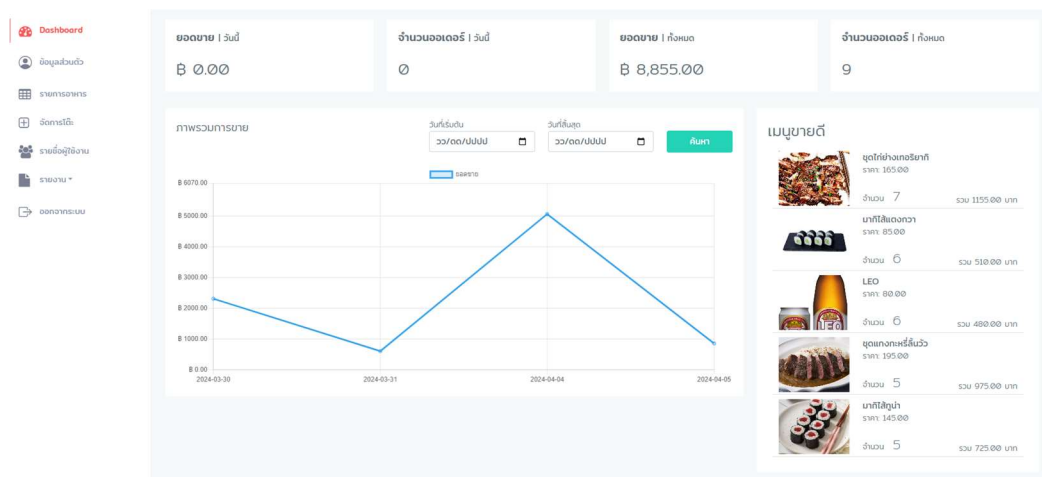 Dashboard
ข้อมูลส่วนตัว
รายการอาหาร
จัดการโต๊ะ
รายชื่อผู้ใช้งาน
รายงาน
ออกจากระบบ
ยอดขาย | วันนี้
฿ 0.00
จำนวนออเดอร์ | วันนี้
0
ยอดขาย | ทั้งหมด
฿ 8,855.00
จำนวนออเดอร์ | ทั้งหมด
9
ภาพรวมการขาย
วันที่เริ่มต้น
วว/ดด/ปปปป
วันที่สิ้นสุด
วว/ดด/ปปปป
ค้นหา
ยอดขาย
฿ 6070.00
฿ 5000.00
฿ 4000.00
฿ 3000.00
฿ 2000.00
฿ 1000.00
฿ 0.00
2024-03-30
2024-03-31
2024-04-04
2024-04-05
เมนูขายดี
ชุดไก่ย่างเทอริยากิ
ราคา: 165.00
จำนวน 7 รวม 1155.00 บาท
มากิไส้แตงกวา
ราคา: 85.00
จำนวน 6 รวม 510.00 บาท
LEO
ราคา: 80.00
จำนวน 6 รวม 480.00 บาท
ชุดแกงกะหรี่ลิ้นวัว
ราคา: 195.00
จำนวน 5 รวม 975.00 บาท
มากิไส้ทูน่า
ราคา: 145.00
จำนวน 5 รวม 725.00 บาท
LEO